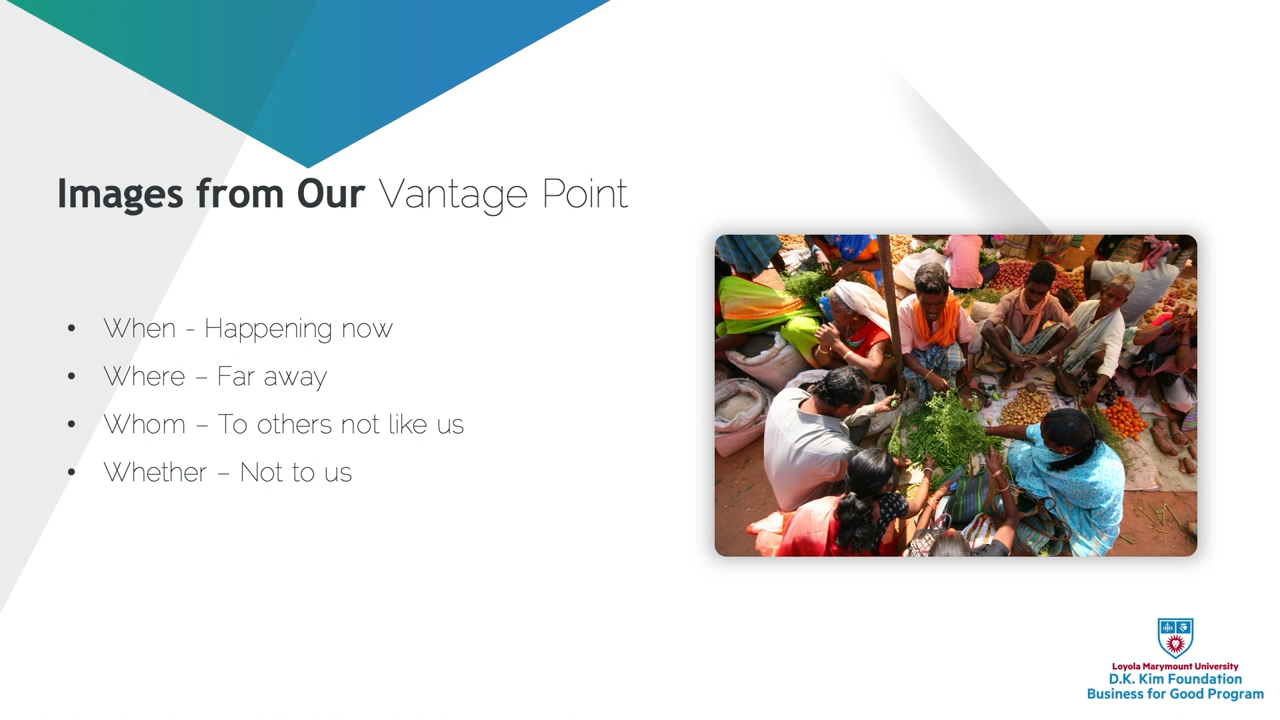 Images from Our Vantage Point
• When - Happening now
• Where – Far away
• Whom – To others not like us
• Whether – Not to us
Loyola Marymount University
D.K. Kim Foundation
Business for Good Program